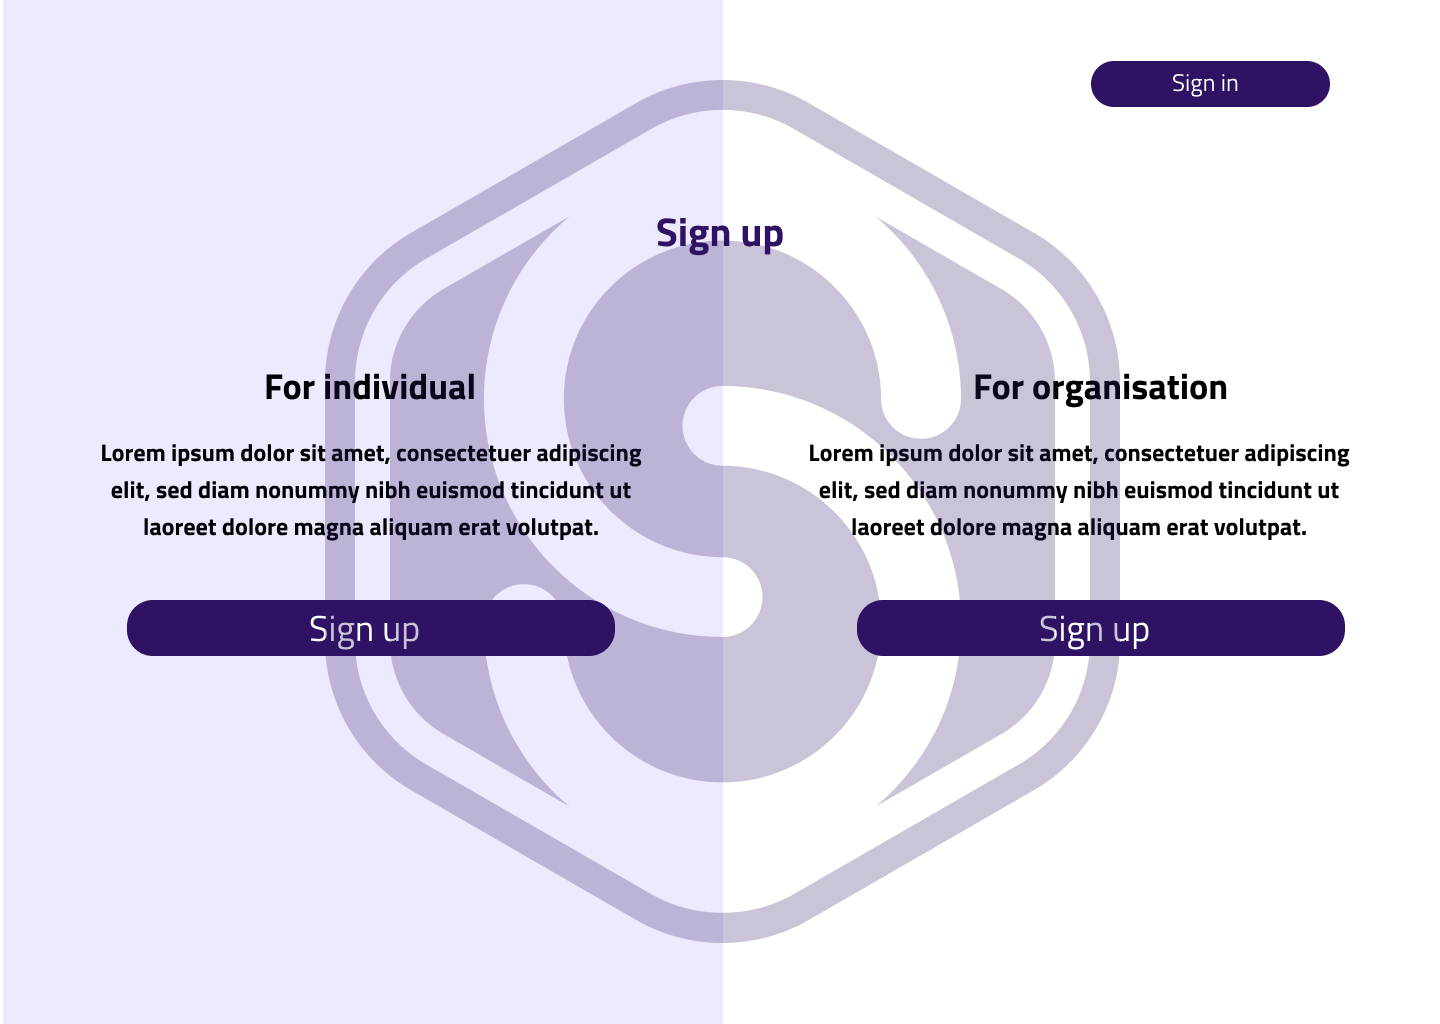 Sign in
Sign up
For individual
Lorem ipsum dolor sit amet, consectetuer adipiscing
elit, sed diam nonummy nibh euismod tincidunt ut
laoreet dolore magna aliquam erat volutpat.
Sign up
For organisation
Lorem ipsum dolor sit amet, consectetuer adipiscing
elit, sed diam nonummy nibh euismod tincidunt ut
laoreet dolore magna aliquam erat volutpat.
Sign up